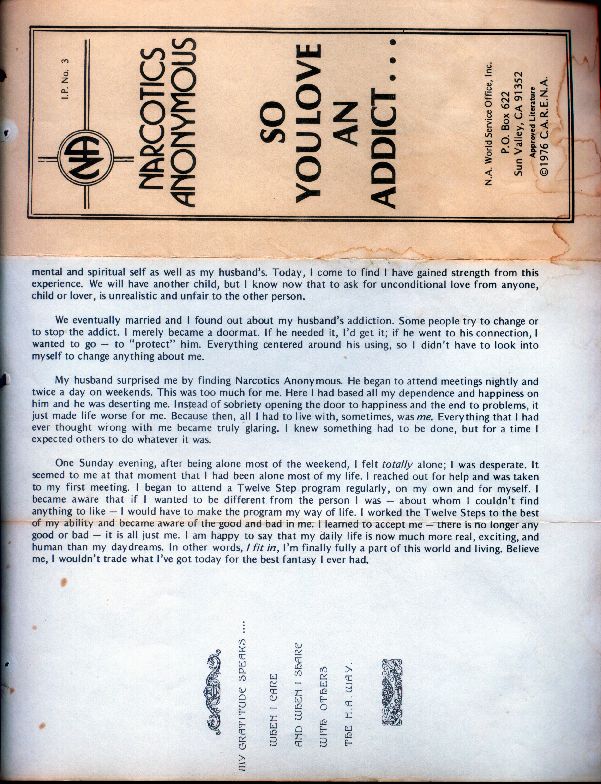 I.P. No. 3
NA
NARCOTICS
ANONYMOUS
SO
YOU LOVE
AN
ADDICT...
N.A. World Service Office, Inc.
P.O. Box 622
Sun Valley, CA 91352
Approved Literature
©1976 C.A.R.E.N.A.
mental and spiritual self as well as my husband's. Today, I come to find I have gained strength from this
experience. We will have another child, but I know now that to ask for unconditional love from anyone,
child or lover, is unrealistic and unfair to the other person.
We eventually married and I found out about my husband's addiction. Some people try to change or
to stop the addict. I merely became a doormat. If he needed it, I'd get it; if he went to his connection, I
wanted to go — to "protect" him. Everything centered around his using, so I didn't have to look into
myself to change anything about me.
My husband surprised me by finding Narcotics Anonymous. He began to attend meetings nightly and
twice a day on weekends. This was too much for me. Here I had based all my dependence and happiness on
him and he was deserting me. Instead of sobriety opening the door to happiness and the end to problems, it
just made life worse for me. Because then, all I had to live with, sometimes, was me. Everything that I had
ever thought wrong with me became truly glaring. I knew something had to be done, but for a time I
expected others to do whatever it was.
One Sunday evening, after being alone most of the weekend, I felt totally alone; I was desperate. It
seemed to me at that moment that I had been alone most of my life. I reached out for help and was taken
to my first meeting. I began to attend a Twelve Step program regularly, on my own and for myself. I
became aware that if I wanted to be different from the person I was — about whom I couldn't find
anything to like — I would have to make the program my way of life. I worked the Twelve Steps to the best
of my ability and became aware of the good and bad in me. I learned to accept me — there is no longer any
good or bad — it is all just me. I am happy to say that my daily life is now much more real, exciting, and
human than my daydreams. In other words, I fit in, I'm finally fully a part of this world and living. Believe
me, I wouldn't trade what I've got today for the best fantasy I ever had.
MY GRATITUDE SPEAKS ....
WHEN I CARE
AND WHEN I SHARE
WITH OTHERS
THE N.A. WAY.